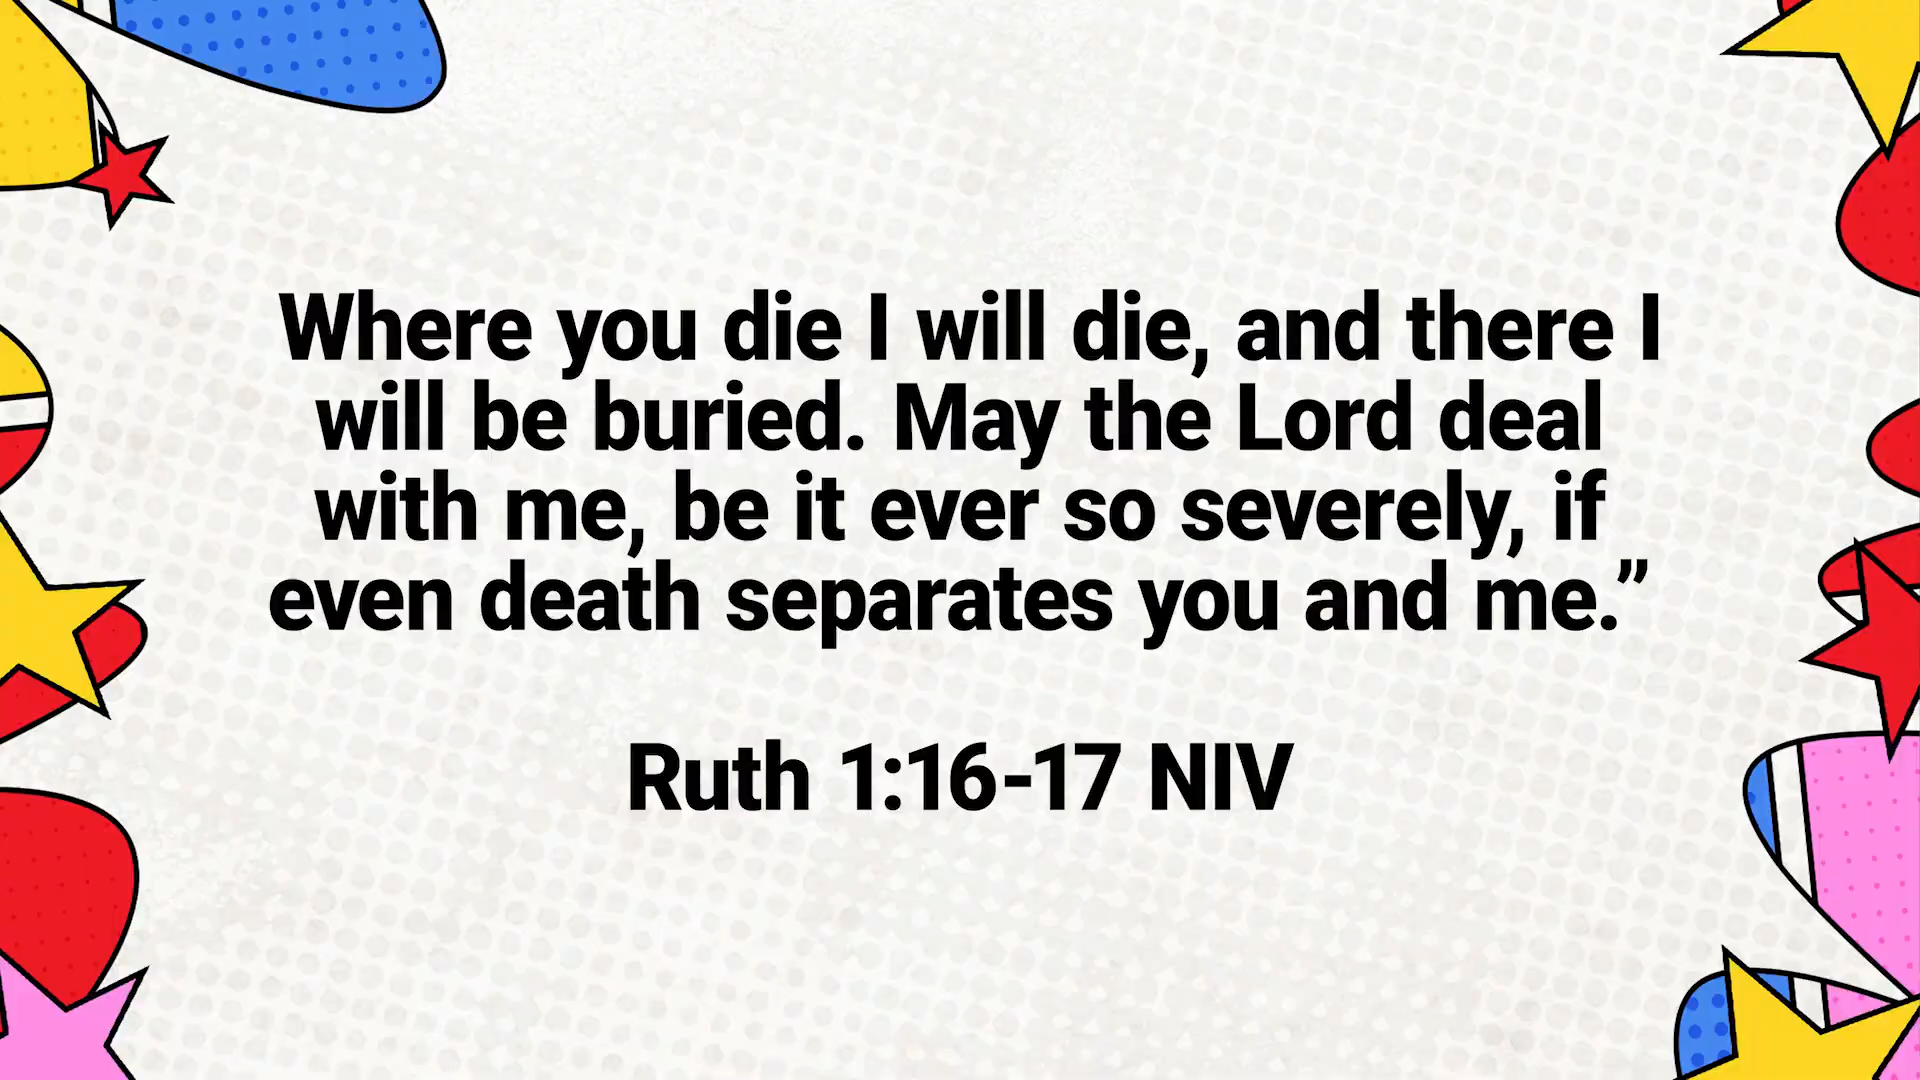 Where you die I will die, and there I
will be buried. May the Lord deal
with me, be it ever so severely, if
even death separates you and me.”
Ruth 1:16-17 NIV